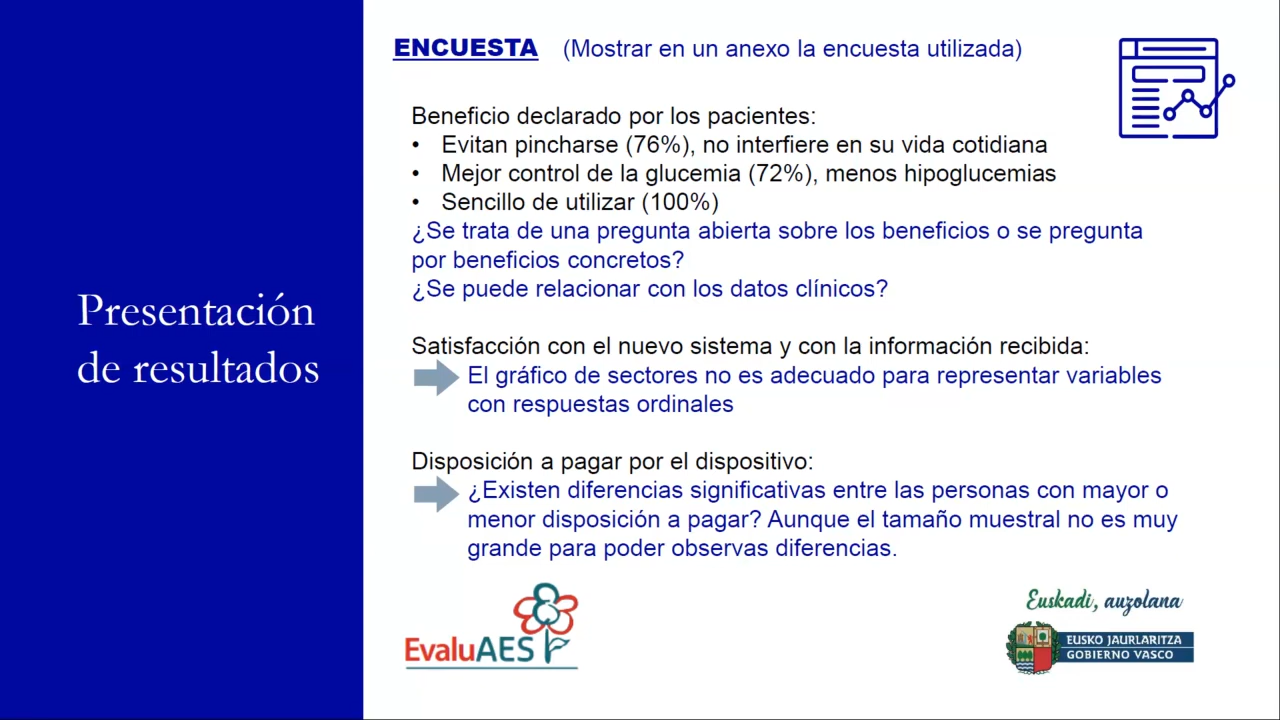 Presentación
de resultados
ENCUESTA (Mostrar en un anexo la encuesta utilizada)
Beneficio declarado por los pacientes:
• Evitan pincharse (76%), no interfiere en su vida cotidiana
• Mejor control de la glucemia (72%), menos hipoglucemias
• Sencillo de utilizar (100%)
¿Se trata de una pregunta abierta sobre los beneficios o se pregunta
por beneficios concretos?
¿Se puede relacionar con los datos clínicos?
Satisfacción con el nuevo sistema y con la información recibida:
El gráfico de sectores no es adecuado para representar variables
con respuestas ordinales
Disposición a pagar por el dispositivo:
¿Existen diferencias significativas entre las personas con mayor o
menor disposición a pagar? Aunque el tamaño muestral no es muy
grande para poder observas diferencias.
EvaluAES
Euskadi, auzolana
EUSKO JAURLARITZA
GOBIERNO VASCO